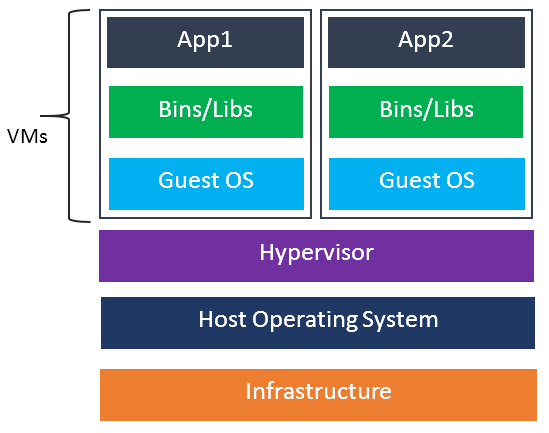 App1
App2
Bins/Libs
Bins/Libs
VMs
Guest OS
Guest OS
Hypervisor
Host Operating System
Infrastructure